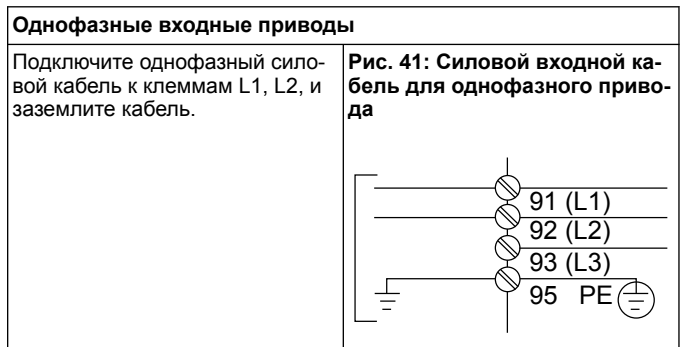 Однофазные входные приводы
Подключите однофазный сило-
вой кабель к клеммам L1, L2, и
заземлите кабель.
Рис. 41: Силовой входной ка-
бель для однофазного приво-
да
91 (L1)
92 (L2)
93 (L3)
95 PE